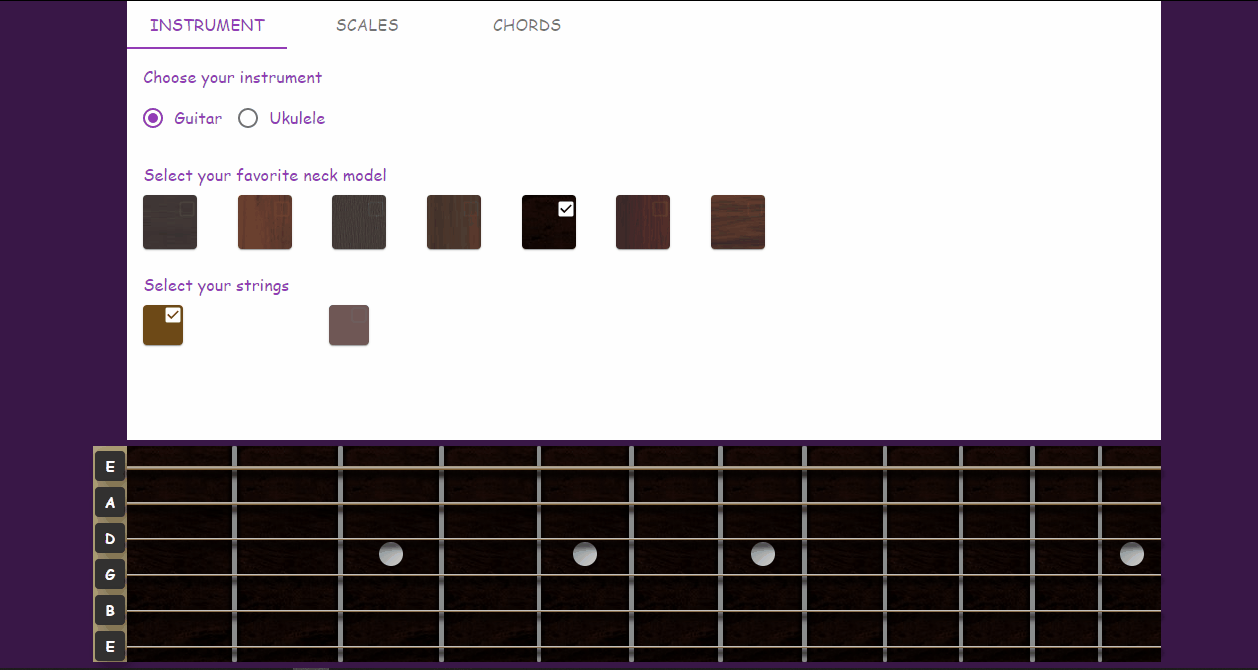 INSTRUMENT SCALES CHORDS
Choose your instrument
Guitar Ukulele
Select your favorite neck model
Select your strings
E
A
D
G
B
E